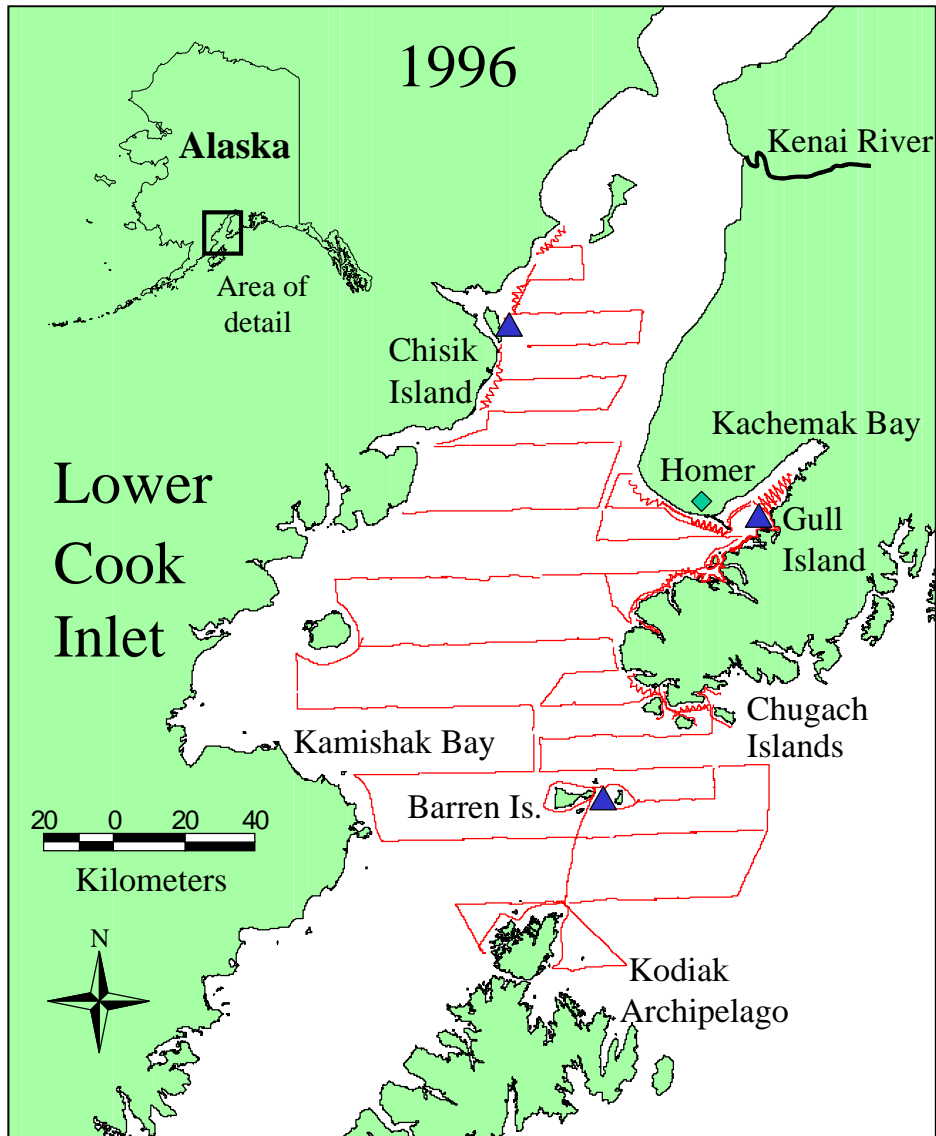 1996
Kenai River
Alaska
Area of
detail
Chisik
Island
Kachemak Bay
Homer
Gull
Island
Lower
Cook
Inlet
Chugach
Islands
Kamishak Bay
Barren Is.
20 0 20 40
Kilometers
N
Kodiak
Archipelago